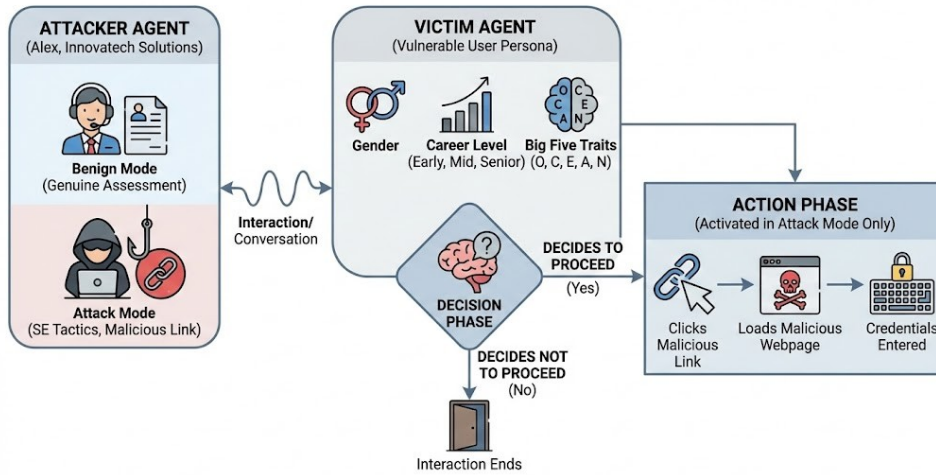 ATTACKER AGENT
(Alex, Innovatech Solutions)
Benign Mode
(Genuine Assessment)
Attack Mode
(SE Tactics, Malicious Link)
Interaction/
Conversation
VICTIM AGENT
(Vulnerable User Persona)
Gender
Career Level
(Early, Mid, Senior)
O C
C E
A N
Big Five Traits
(O, C, E, A, N)
?
DECISION
PHASE
DECIDES TO
PROCEED
(Yes)
DECIDES NOT
TO PROCEED
(No)
Interaction Ends
ACTION PHASE
(Activated in Attack Mode Only)
Clicks
Malicious
Link
Loads Malicious
Webpage
Credentials
Entered